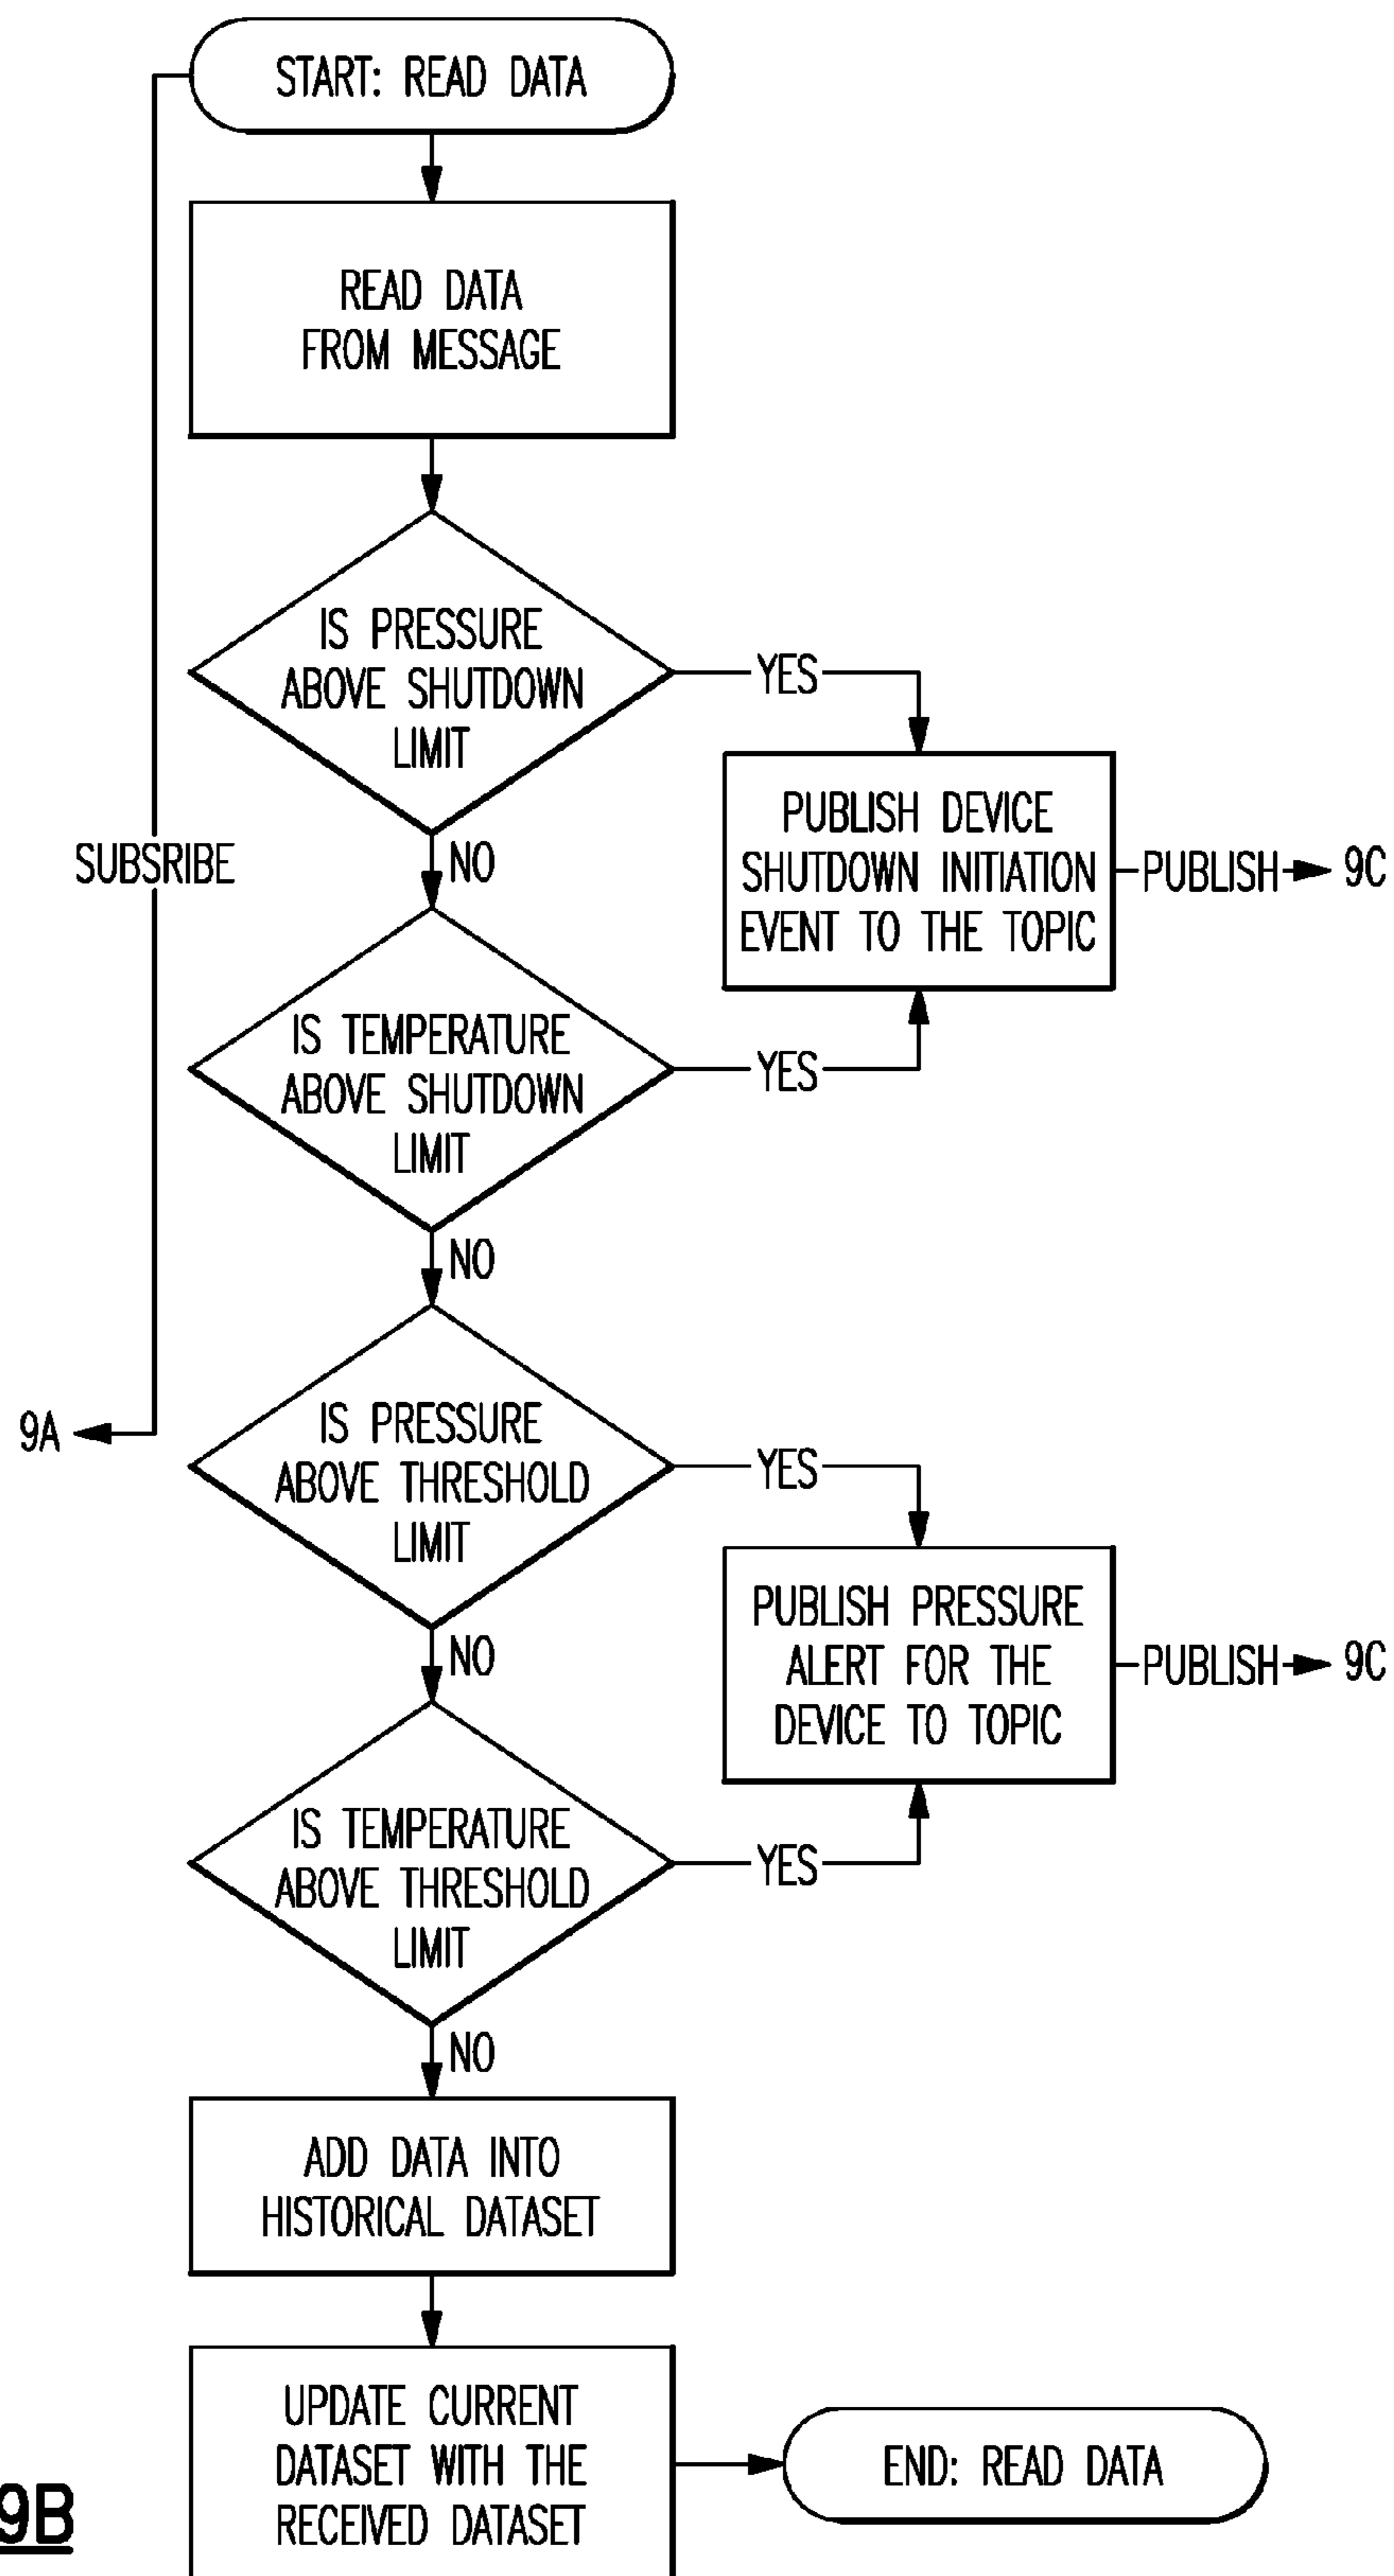 START: READ DATA
READ DATA
FROM MESSAGE
IS PRESSURE
ABOVE SHUTDOWN
LIMIT
YES
PUBLISH DEVICE
SHUTDOWN INITIATION
EVENT TO THE TOPIC
PUBLISH
9C
NO
SUBSRIBE
IS TEMPERATURE
ABOVE SHUTDOWN
LIMIT
YES
NO
9A
IS PRESSURE
ABOVE THRESHOLD
LIMIT
YES
PUBLISH PRESSURE
ALERT FOR THE
DEVICE TO TOPIC
PUBLISH
9C
NO
IS TEMPERATURE
ABOVE THRESHOLD
LIMIT
YES
NO
ADD DATA INTO
HISTORICAL DATASET
UPDATE CURRENT
DATASET WITH THE
RECEIVED DATASET
END: READ DATA
9B